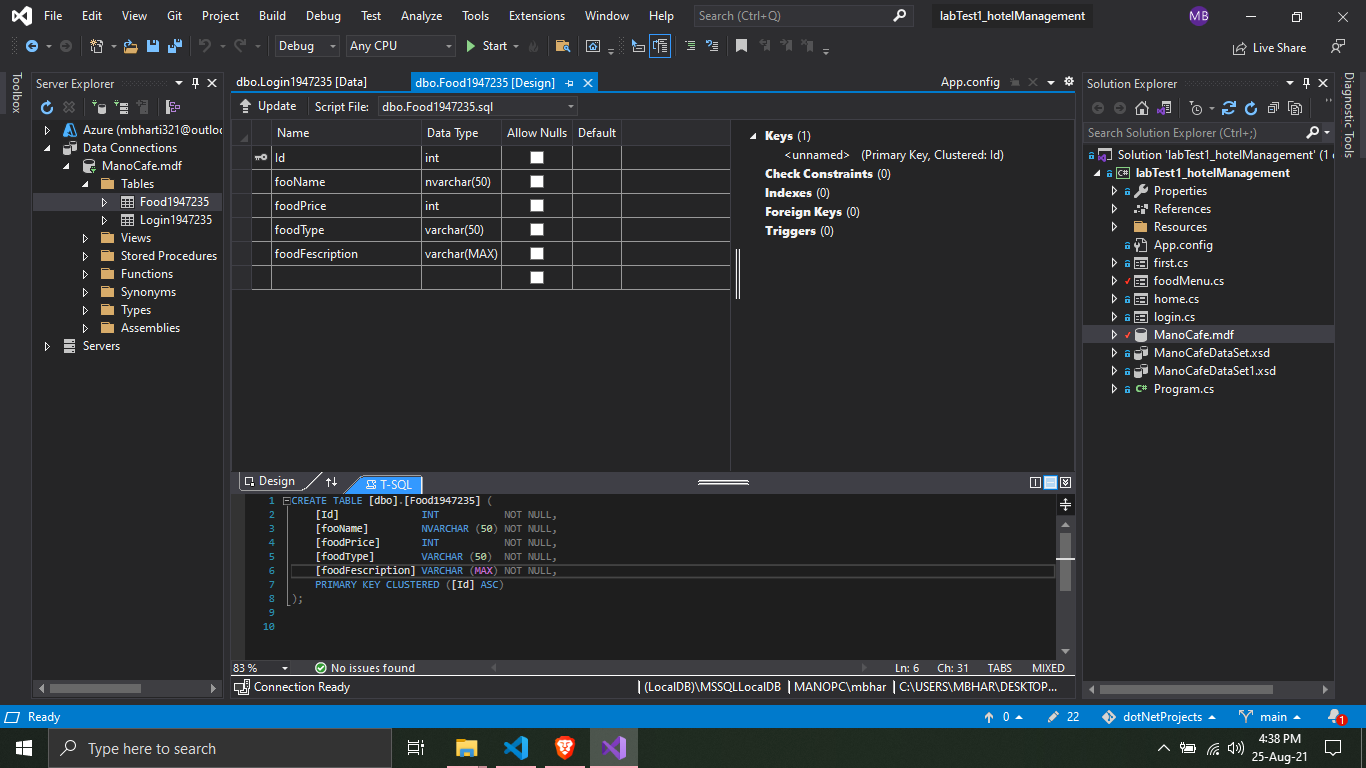 File Edit View Git Project Build Debug Test Analyze Tools Extensions Window Help Search (Ctrl+Q) labTest1_hotelManagement MB
Debug Any CPU Start Live Share
Toolbox
Server Explorer
Azure (mbharti321@outloo
Data Connections
ManoCafe.mdf
Tables
Food1947235
Login1947235
Views
Stored Procedures
Functions
Synonyms
Types
Assemblies
Servers
dbo.Login1947235 [Data] dbo.Food1947235 [Design] App.config
Update Script File: dbo.Food1947235.sql
Name Data Type Allow Nulls Default
Id int
fooName nvarchar(50)
foodPrice int
foodType varchar(50)
foodFescription varchar(MAX)
Keys (1)
<unnamed> (Primary Key, Clustered: Id)
Check Constraints (0)
Indexes (0)
Foreign Keys (0)
Triggers (0)
Design T-SQL
1 CREATE TABLE [dbo].[Food1947235] (
2 [Id] INT NOT NULL,
3 [fooName] NVARCHAR (50) NOT NULL,
4 [foodPrice] INT NOT NULL,
5 [foodType] VARCHAR (50) NOT NULL,
6 [foodFescription] VARCHAR (MAX) NOT NULL,
7 PRIMARY KEY CLUSTERED ([Id] ASC)
8 );
9
10
83 % No issues found Ln: 6 Ch: 31 TABS MIXED
Connection Ready (LocalDB)\MSSQLLocalDB MANOPC\mbhar C:\USERS\MBHAR\DESKTOP...
Solution Explorer
Search Solution Explorer (Ctrl+;)
Solution 'labTest1_hotelManagement' (1
C# labTest1_hotelManagement
Properties
References
Resources
App.config
first.cs
foodMenu.cs
home.cs
login.cs
ManoCafe.mdf
ManoCafeDataSet.xsd
ManoCafeDataSet1.xsd
C# Program.cs
Diagnostic Tools
Ready 0 22 dotNetProjects main 1
Type here to search 4:38 PM
25-Aug-21